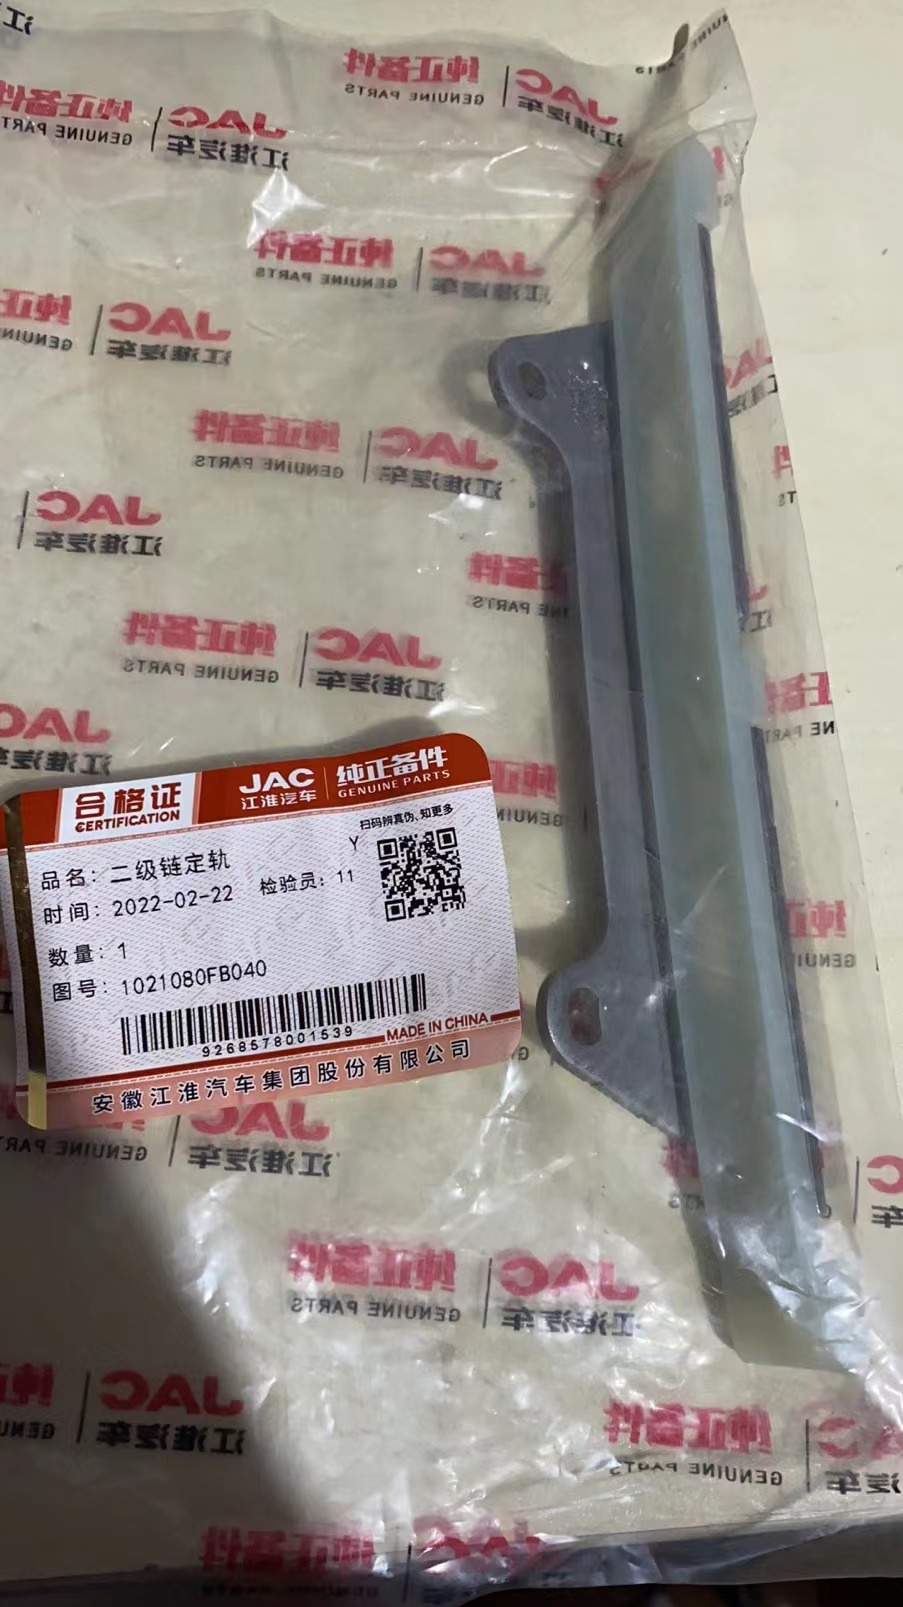 纯正备件 | JAC
GENUINE PARTS 江淮汽车
合格证
CERTIFICATION
JAC
江淮汽车
纯正备件
GENUINE PARTS
扫码辨真伪、知更多
Y
品名: 二级链定轨
时间: 2022-02-22 检验员: 11
数量: 1
图号: 1021080FB040
9268578001539
MADE IN CHINA
安徽江淮汽车集团股份有限公司